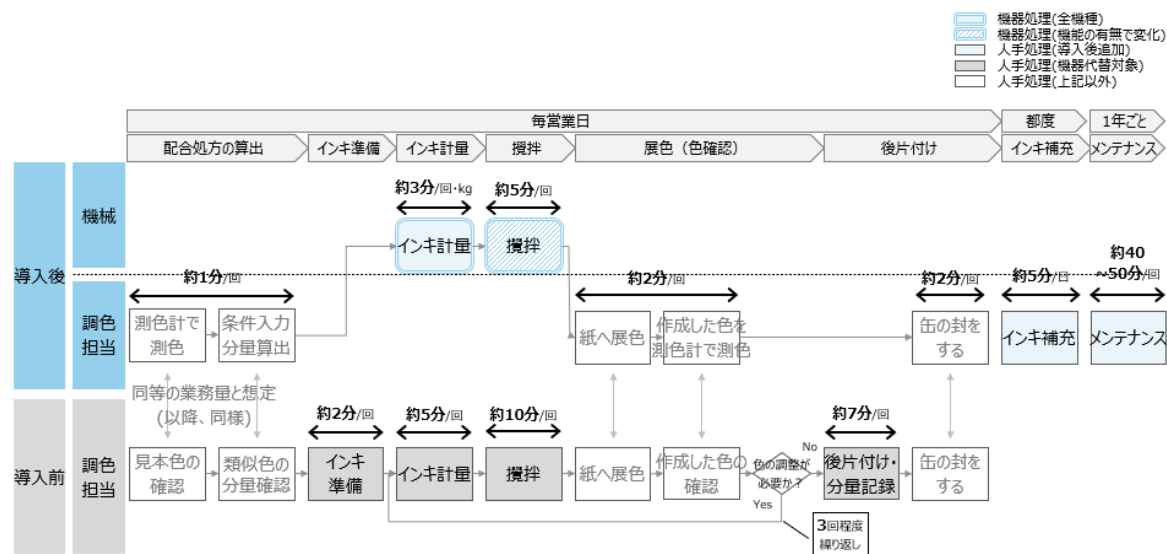 機器処理(全機種)
機器処理(機能の有無で変化)
人手処理(導入後追加)
人手処理(機器代替対象)
人手処理(上記以外)
毎営業日
都度
1年ごと
配合処方の算出
インキ準備
インキ計量
攪拌
展色（色確認）
後片付け
インキ補充
メンテナンス
導入後
機械
約3分/回・kg
約5分/回
インキ計量
攪拌
調色
担当
約1分/回
測色計で
測色
条件入力
分量算出
約2分/回
紙へ展色
作成した色を
測色計で測色
約2分/回
缶の封を
する
約5分/日
インキ補充
約40
~50分/回
メンテナンス
同等の業務量と想定
(以降、同様)
導入前
調色
担当
見本色の
確認
類似色の
分量確認
約2分/回
インキ
準備
約5分/回
インキ計量
約10分/回
攪拌
紙へ展色
作成した色の
確認
色の調整が
必要か？
No
Yes
3回程度
繰り返し
約7分/回
後片付け・
分量記録
缶の封を
する